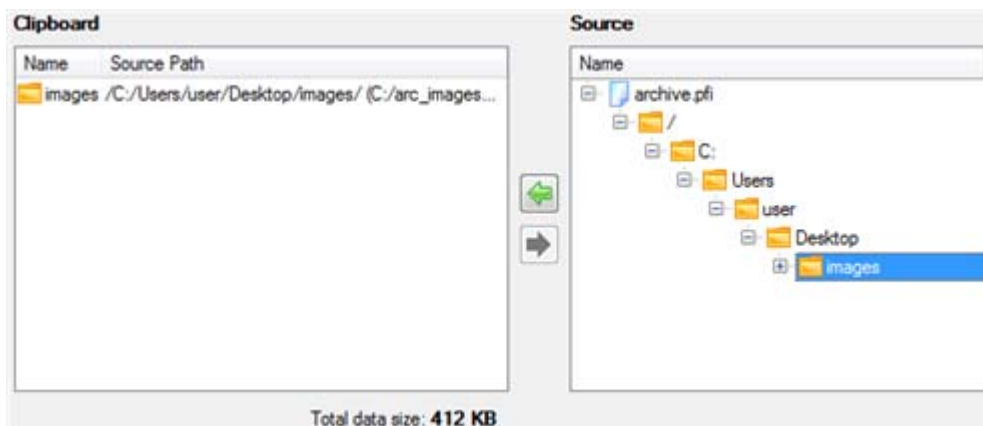 Clipboard
Name Source Path
images /C:/Users/user/Desktop/images/ (C:/arc_images...
Total data size: 412 KB
Source
Name
archive.pfi
/
C:
Users
user
Desktop
images